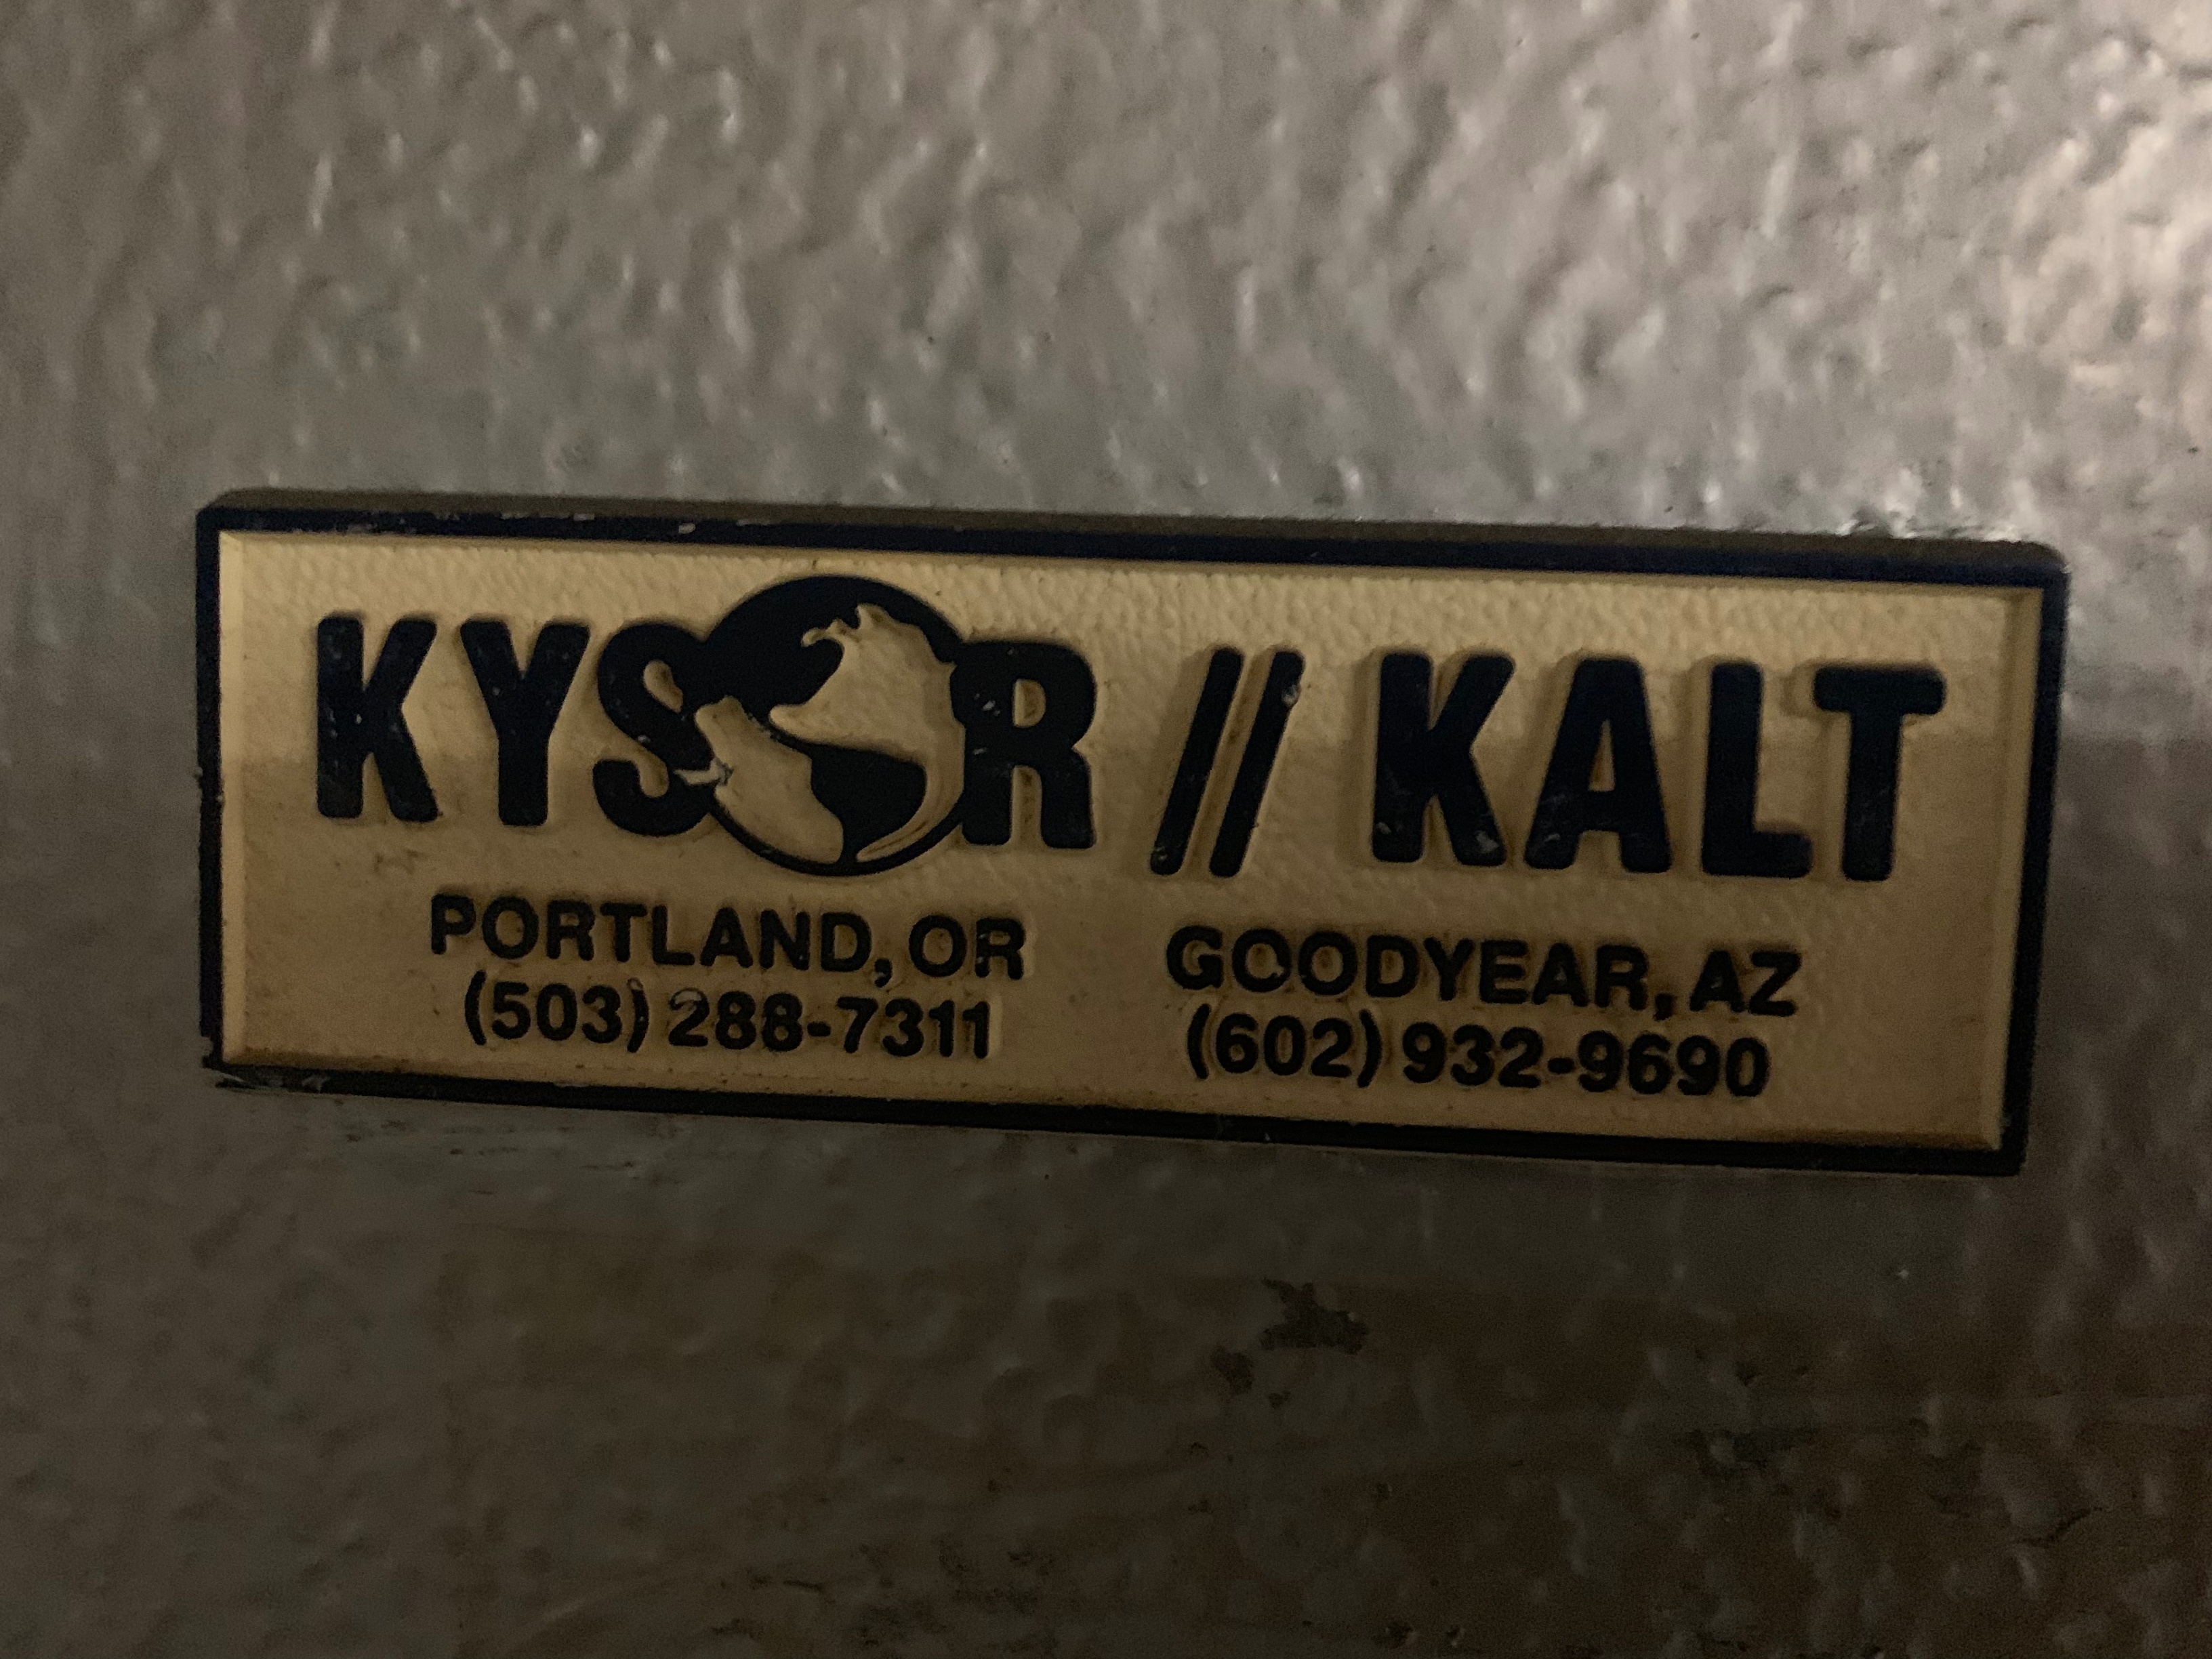 KYSOR // KALT
PORTLAND, OR
(503) 288-7311
GOODYEAR, AZ
(602) 932-9690